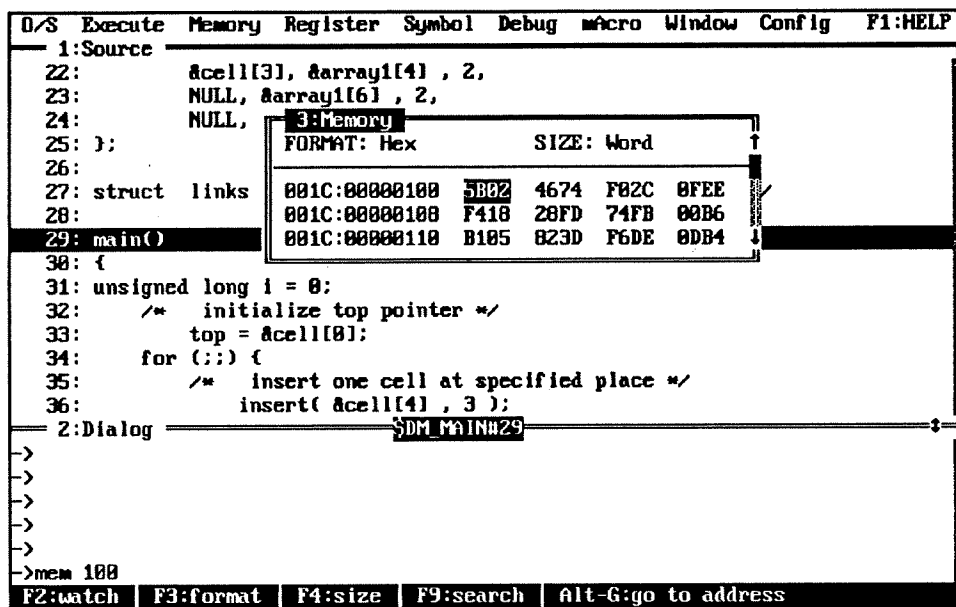 O/S Execute Memory Register Symbol Debug mAcro Window Config F1:HELP
1:Source
22: &cell[3], &array1[4] , 2,
23: NULL, &array1[6] , 2,
24: NULL,
25: };
26:
27: struct links
28:
29: main()
30: {
31: unsigned long i = 0;
32: /* initialize top pointer */
33: top = &cell[0];
34: for (;;) {
35: /* insert one cell at specified place */
36: insert( &cell[4] , 3 );
3:Memory
FORMAT: Hex SIZE: Word
001C:00000100 5B02 4674 F02C 0FEE
001C:00000108 F418 28FD 74FB 00B6
001C:00000110 B105 823D F6DE 0DB4
/
2:Dialog $DM_MAIN#29
->
->
->
->
->
->mem 100
F2:watch F3:format F4:size F9:search Alt-G:go to address